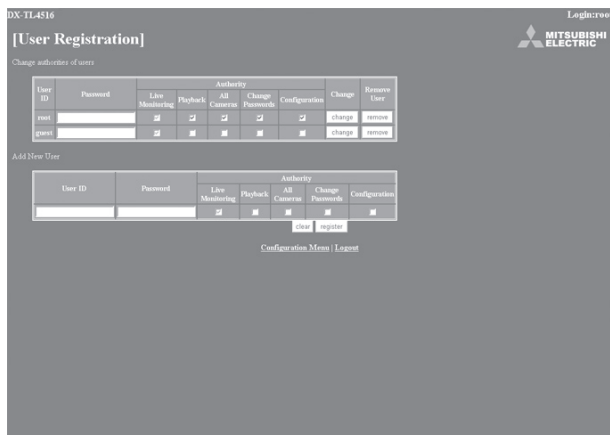 DX-TL4516 Login:roo
[User Registration]
MITSUBISHI
ELECTRIC
Change authorities of users
User ID Password Authority Change Remove User
Live Monitoring Playback All Cameras Change Passwords Configuration
root change remove
guest change remove
Add New User
User ID Password Authority
Live Monitoring Playback All Cameras Change Passwords Configuration
clear register
Configuration Menu | Logout